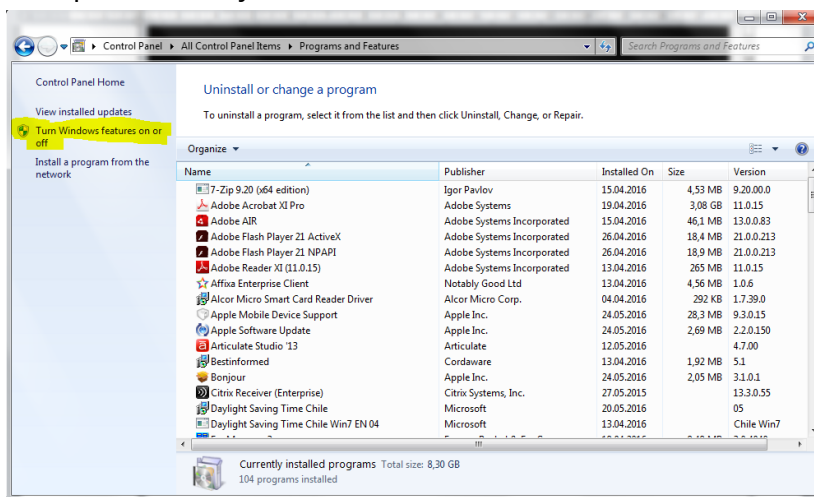 Control Panel ▸ All Control Panel Items ▸ Programs and Features
Search Programs and Features
Control Panel Home
View installed updates
Turn Windows features on or
off
Install a program from the
network
Uninstall or change a program
To uninstall a program, select it from the list and then click Uninstall, Change, or Repair.
Organize
Name Publisher Installed On Size Version
7-Zip 9.20 (x64 edition) Igor Pavlov 15.04.2016 4,53 MB 9.20.00.0
Adobe Acrobat XI Pro Adobe Systems 19.04.2016 3,08 GB 11.0.15
Adobe AIR Adobe Systems Incorporated 15.04.2016 46,1 MB 13.0.0.83
Adobe Flash Player 21 ActiveX Adobe Systems Incorporated 26.04.2016 18,4 MB 21.0.0.213
Adobe Flash Player 21 NPAPI Adobe Systems Incorporated 26.04.2016 18,9 MB 21.0.0.213
Adobe Reader XI (11.0.15) Adobe Systems Incorporated 13.04.2016 265 MB 11.0.15
Affixa Enterprise Client Notably Good Ltd 13.04.2016 4,56 MB 1.0.6
Alcor Micro Smart Card Reader Driver Alcor Micro Corp. 04.04.2016 292 KB 1.7.39.0
Apple Mobile Device Support Apple Inc. 24.05.2016 28,3 MB 9.3.0.15
Apple Software Update Apple Inc. 24.05.2016 2,69 MB 2.2.0.150
Articulate Studio '13 Articulate 12.05.2016 4.7.00
Bestinformed Cordaware 13.04.2016 1,92 MB 5.1
Bonjour Apple Inc. 24.05.2016 2,05 MB 3.1.0.1
Citrix Receiver (Enterprise) Citrix Systems, Inc. 27.05.2015 13.3.0.55
Daylight Saving Time Chile Microsoft 20.05.2016 05
Daylight Saving Time Chile Win7 EN 04 Microsoft 13.04.2016 Chile Win7
Currently installed programs Total size: 8,30 GB
104 programs installed